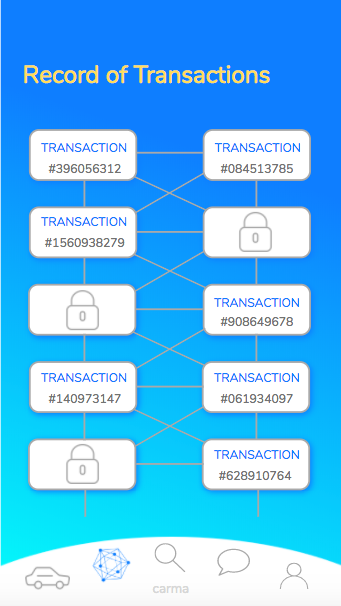 Record of Transactions
TRANSACTION
#396056312
TRANSACTION
#084513785
TRANSACTION
#1560938279
0
0
TRANSACTION
#908649678
TRANSACTION
#140973147
TRANSACTION
#061934097
0
TRANSACTION
#628910764
carma